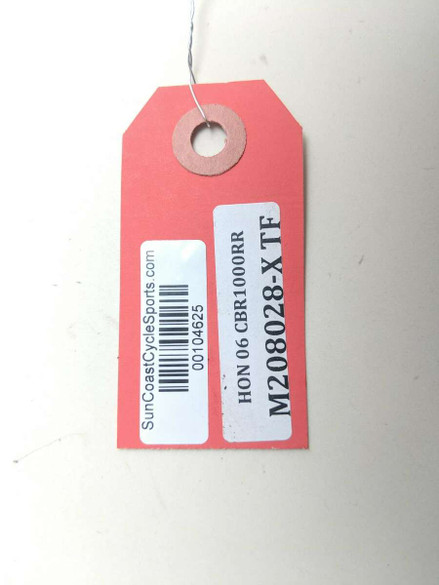 SunCoastCycleSports.com
00104625
HON 06 CBR1000RR
M208028-X TF